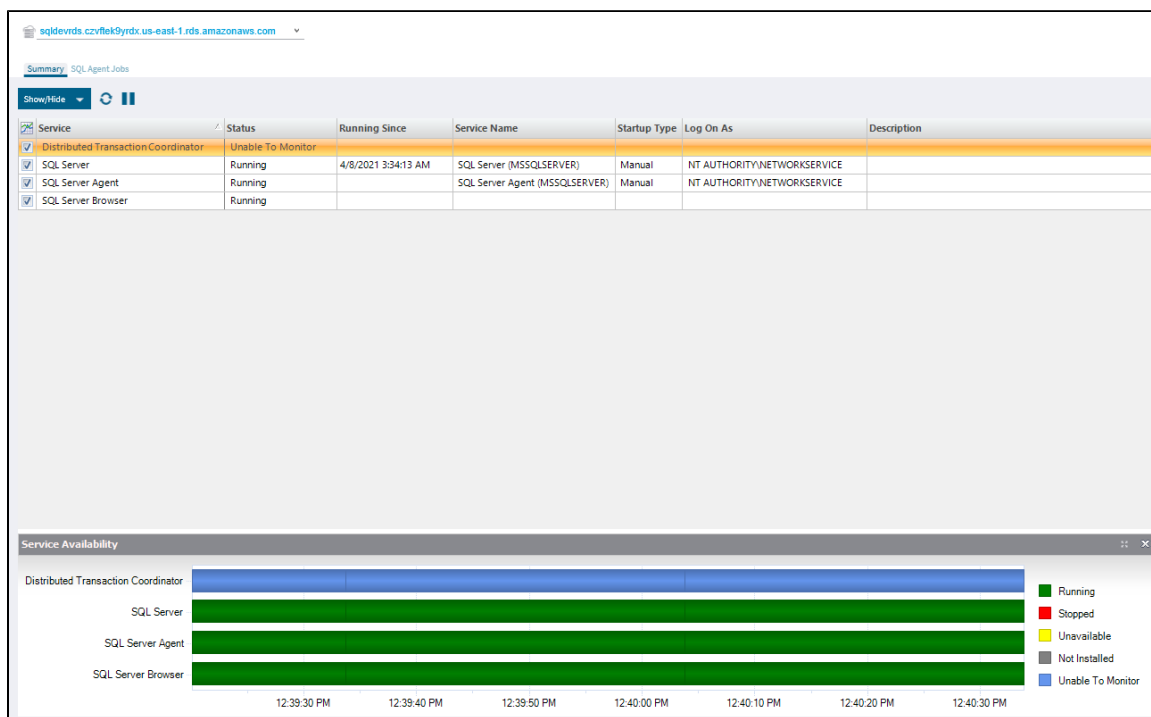 sqldevrds.czvftek9yrdx.us-east-1.rds.amazonaws.com
Summary SQL Agent Jobs
Show/Hide
Service Status Running Since Service Name Startup Type Log On As Description
Distributed Transaction Coordinator Unable To Monitor
SQL Server Running 4/8/2021 3:34:13 AM SQL Server (MSSQLSERVER) Manual NT AUTHORITY\NETWORKSERVICE
SQL Server Agent Running SQL Server Agent (MSSQLSERVER) Manual NT AUTHORITY\NETWORKSERVICE
SQL Server Browser Running
Service Availability
Distributed Transaction Coordinator
SQL Server
SQL Server Agent
SQL Server Browser
Running
Stopped
Unavailable
Not Installed
Unable To Monitor
12:39:30 PM 12:39:40 PM 12:39:50 PM 12:40:00 PM 12:40:10 PM 12:40:20 PM 12:40:30 PM